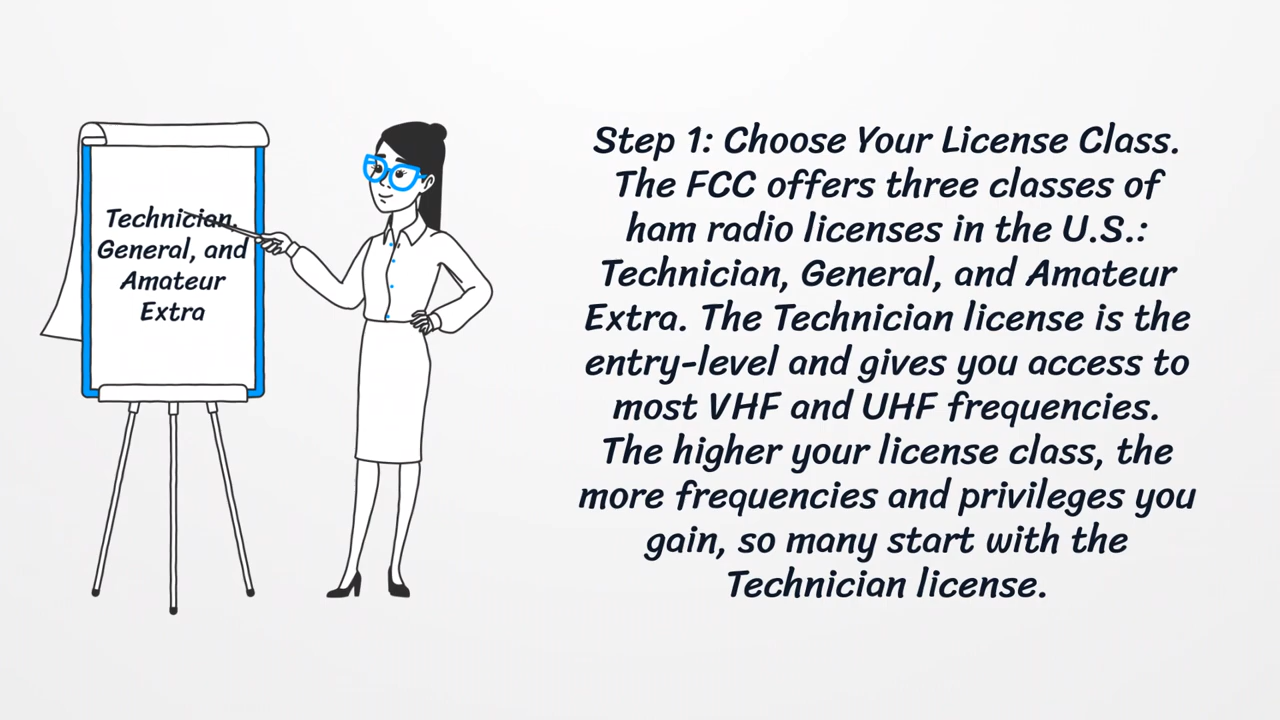 Technician,
General, and
Amateur
Extra
Step 1: Choose Your License Class.
The FCC offers three classes of
ham radio licenses in the U.S.:
Technician, General, and Amateur
Extra. The Technician license is the
entry-level and gives you access to
most VHF and UHF frequencies.
The higher your license class, the
more frequencies and privileges you
gain, so many start with the
Technician license.